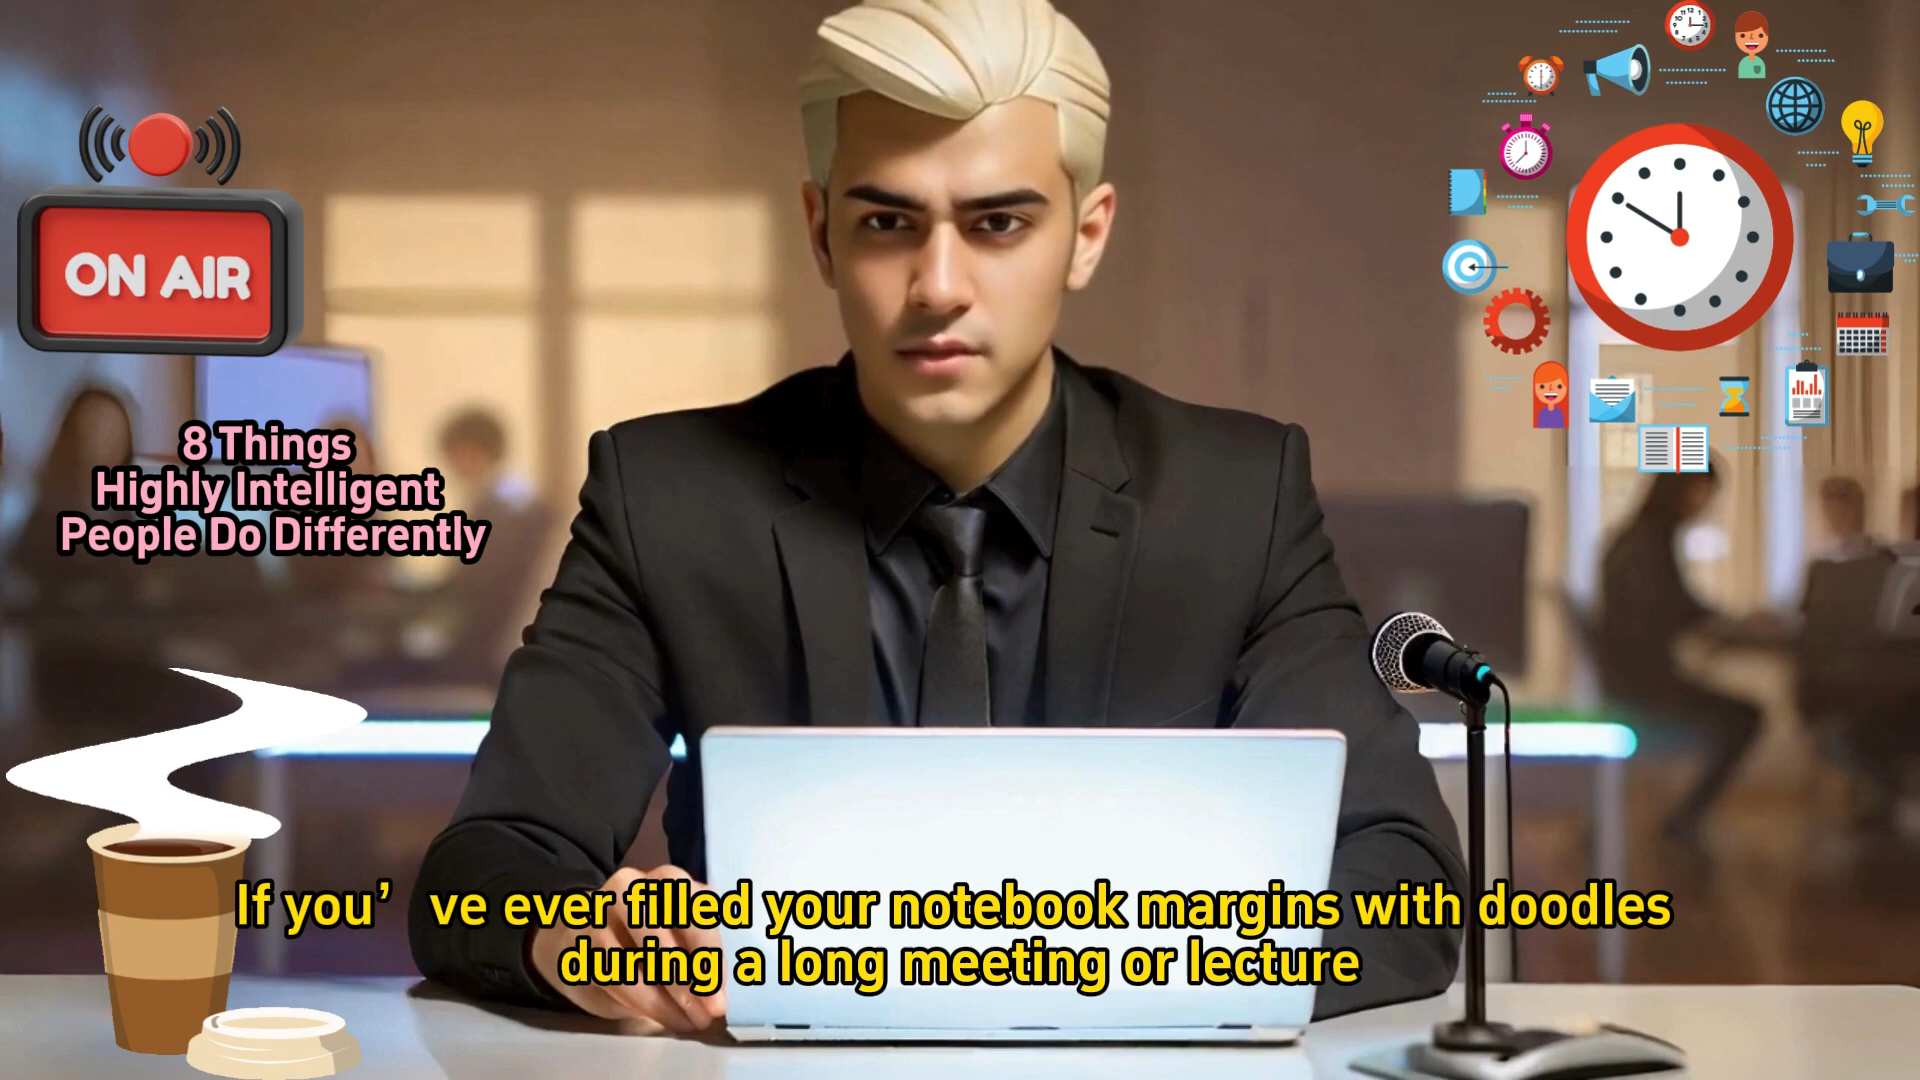 ON AIR
8 Things
Highly Intelligent
People Do Differently
If you’ve ever filled your notebook margins with doodles
during a long meeting or lecture